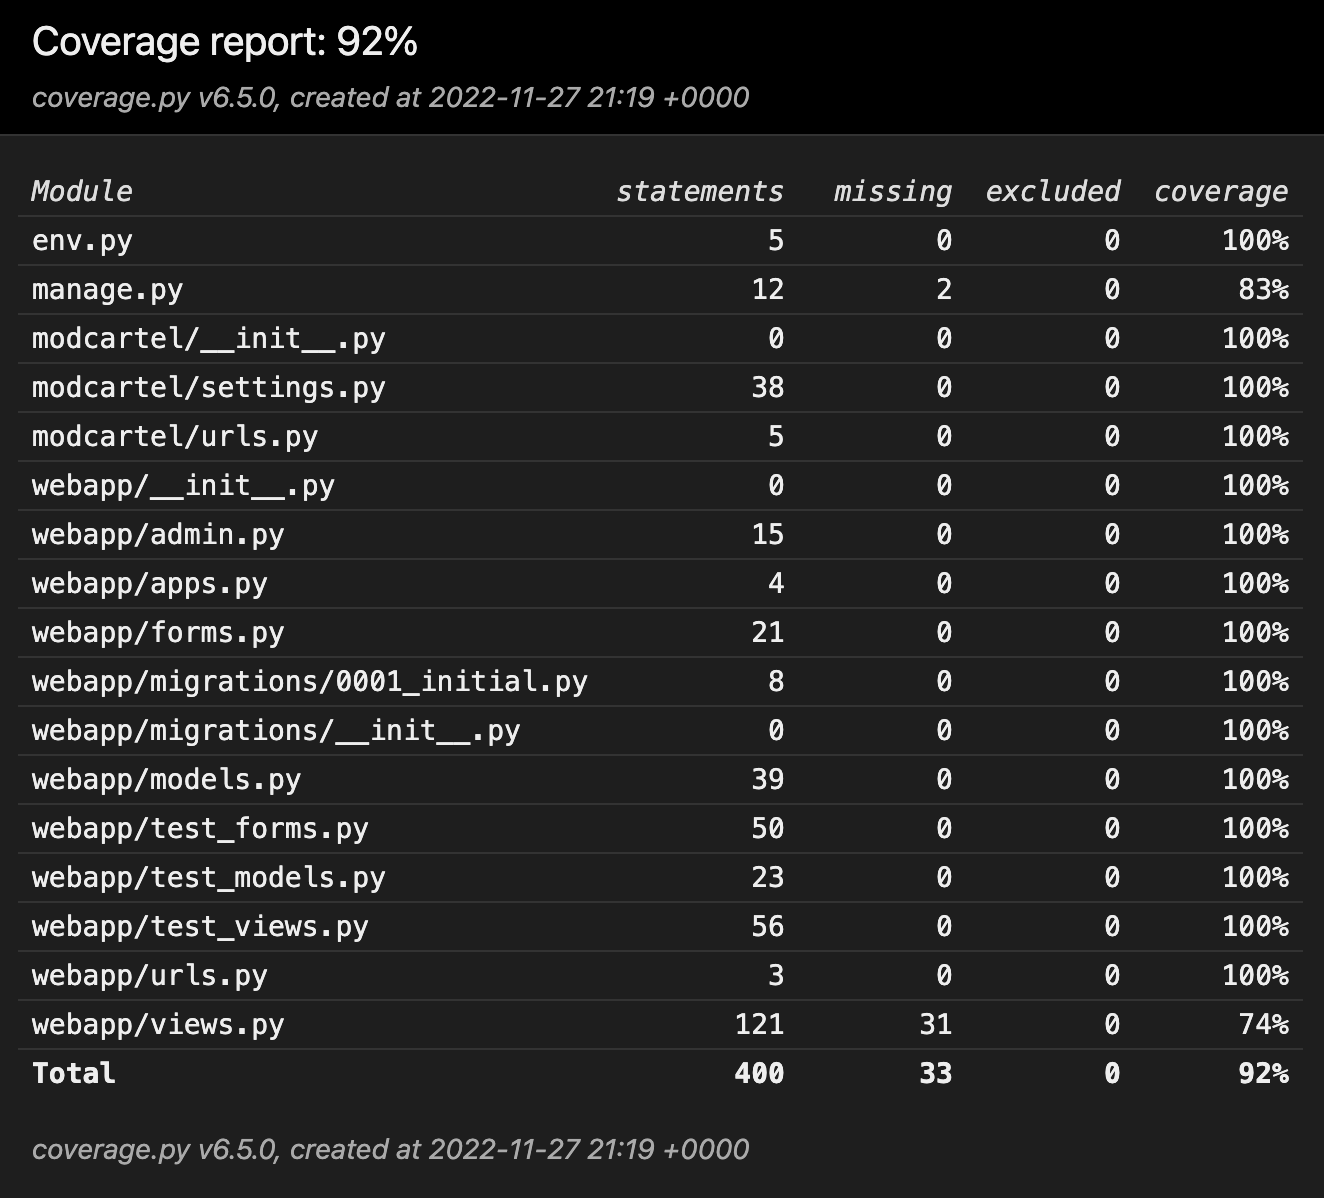 Coverage report: 92%
coverage.py v6.5.0, created at 2022-11-27 21:19 +0000
Module statements missing excluded coverage
env.py 5 0 0 100%
manage.py 12 2 0 83%
modcartel/__init__.py 0 0 0 100%
modcartel/settings.py 38 0 0 100%
modcartel/urls.py 5 0 0 100%
webapp/__init__.py 0 0 0 100%
webapp/admin.py 15 0 0 100%
webapp/apps.py 4 0 0 100%
webapp/forms.py 21 0 0 100%
webapp/migrations/0001_initial.py 8 0 0 100%
webapp/migrations/__init__.py 0 0 0 100%
webapp/models.py 39 0 0 100%
webapp/test_forms.py 50 0 0 100%
webapp/test_models.py 23 0 0 100%
webapp/test_views.py 56 0 0 100%
webapp/urls.py 3 0 0 100%
webapp/views.py 121 31 0 74%
Total 400 33 0 92%
coverage.py v6.5.0, created at 2022-11-27 21:19 +0000